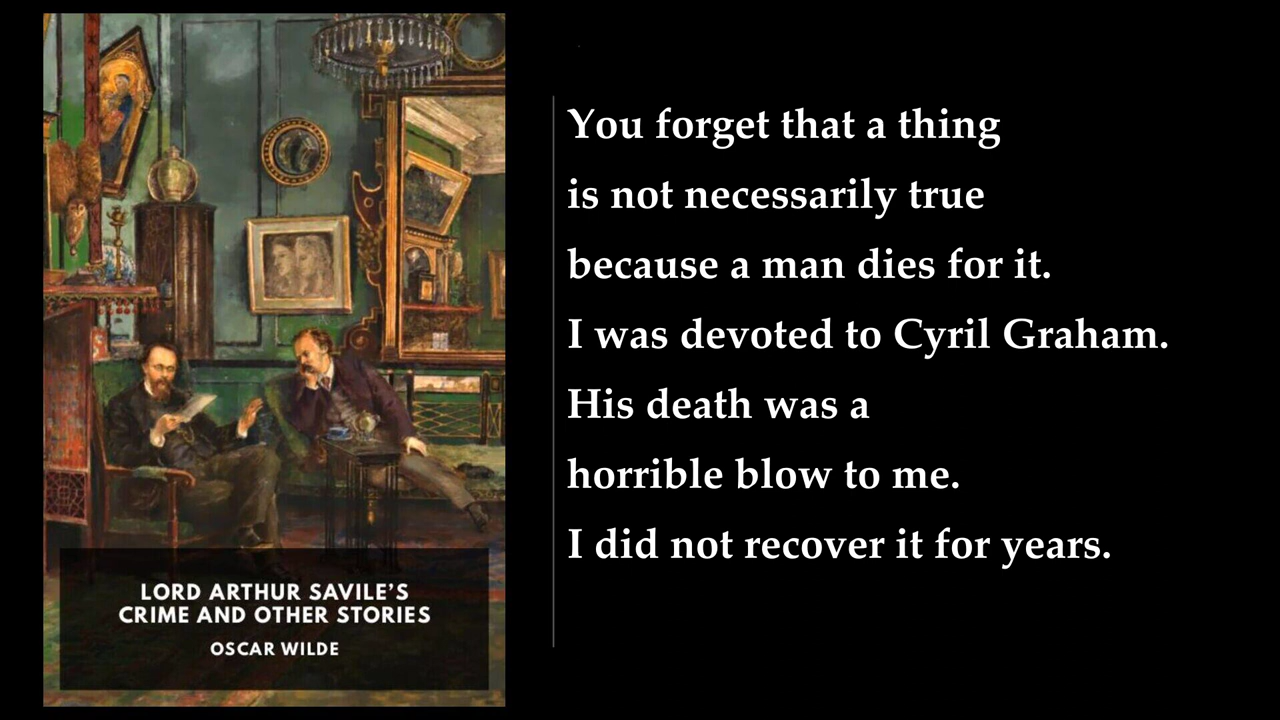 LORD ARTHUR SAVILE’S
CRIME AND OTHER STORIES
OSCAR WILDE
You forget that a thing
is not necessarily true
because a man dies for it.
I was devoted to Cyril Graham.
His death was a
horrible blow to me.
I did not recover it for years.